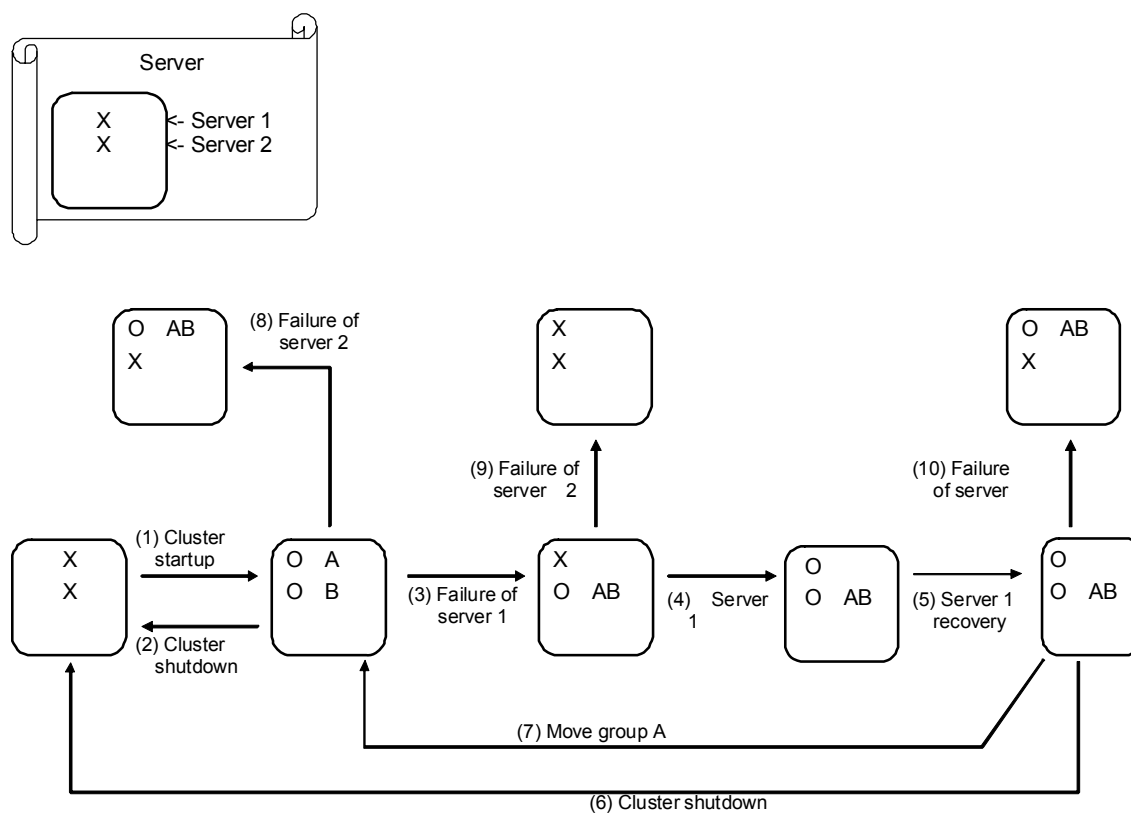 Server
X <- Server 1
X <- Server 2
O AB
X
(8) Failure of
server 2
X
X
O AB
X
(9) Failure of
server 2
(10) Failure
of server
X
X
(1) Cluster
startup
(2) Cluster
shutdown
O A
O B
(3) Failure of
server 1
X
O AB
(4) Server
1
O
O AB
(5) Server 1
recovery
O
O AB
(7) Move group A
(6) Cluster shutdown